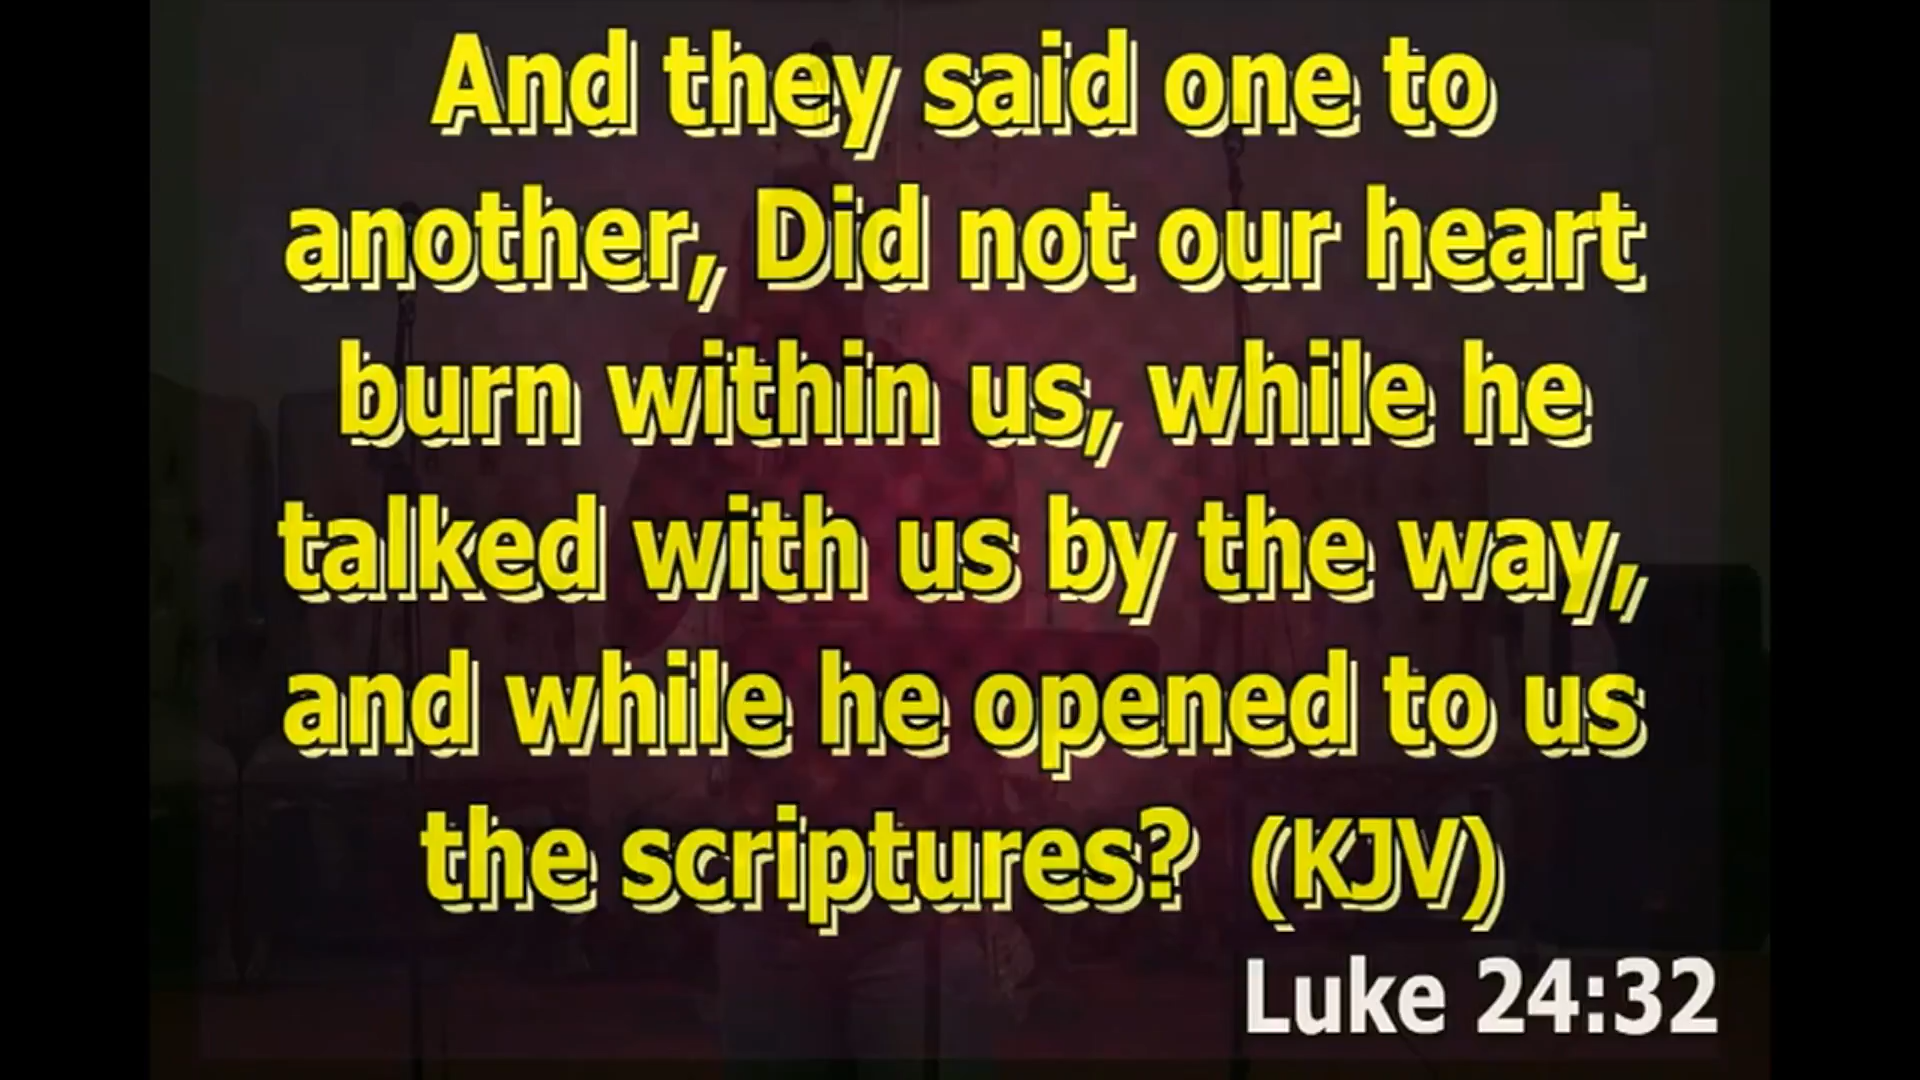 And they said one to
another, Did not our heart
burn within us, while he
talked with us by the way,
and while he opened to us
the scriptures? (KJV)
Luke 24:32